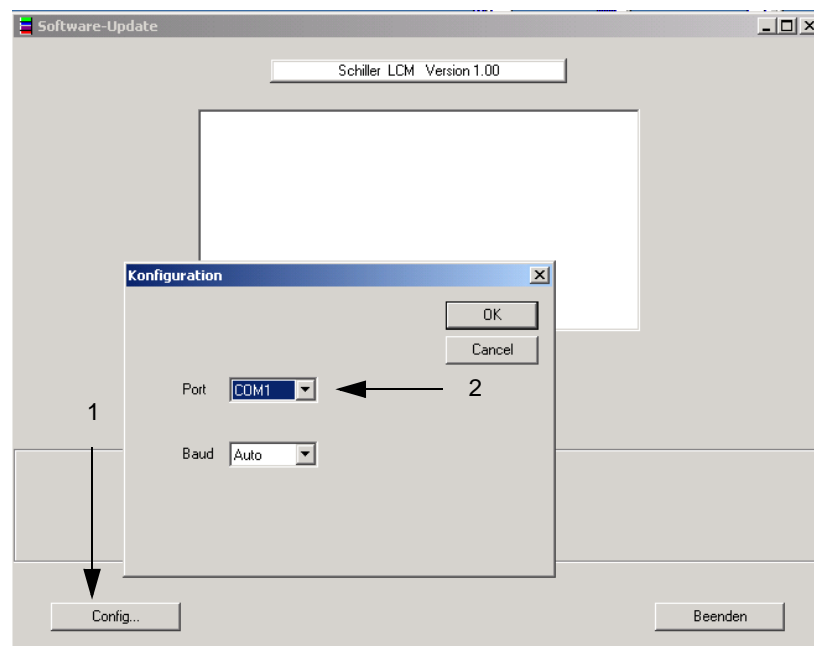 Software-Update
Schiller LCM Version 1.00
Konfiguration
OK
Cancel
Port COM1
2
1
Baud Auto
Config...
Beenden